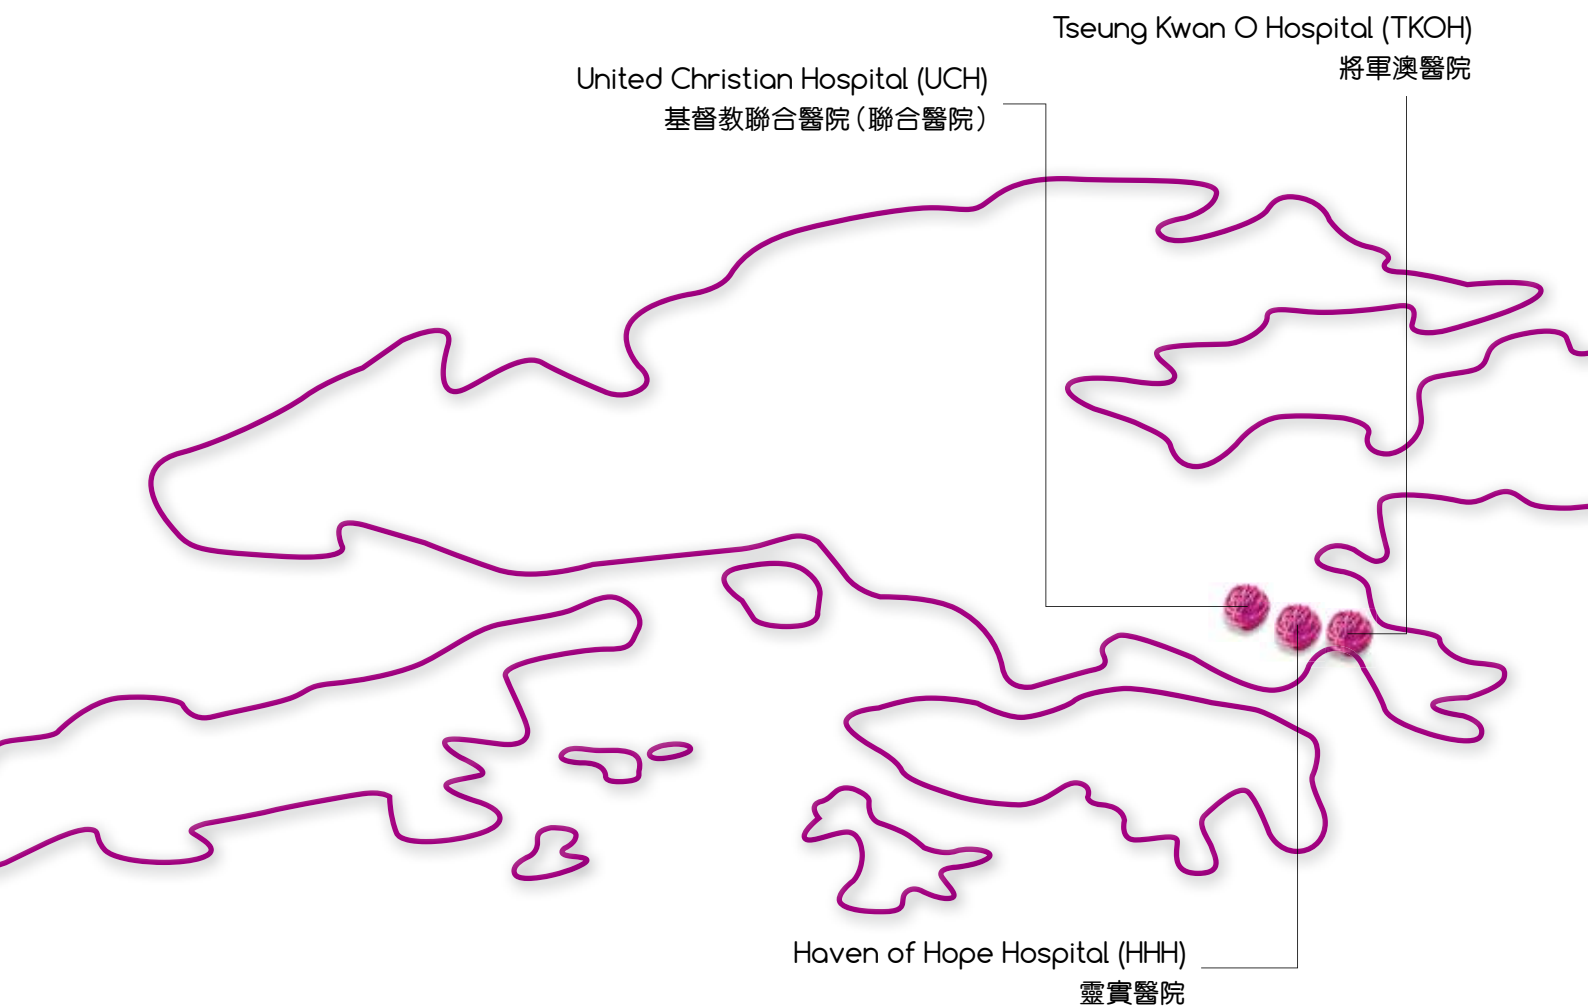 Tseung Kwan O Hospital (TKOH)
將軍澳醫院
United Christian Hospital (UCH)
基督教聯合醫院（聯合醫院）
Haven of Hope Hospital (HHH)
靈實醫院